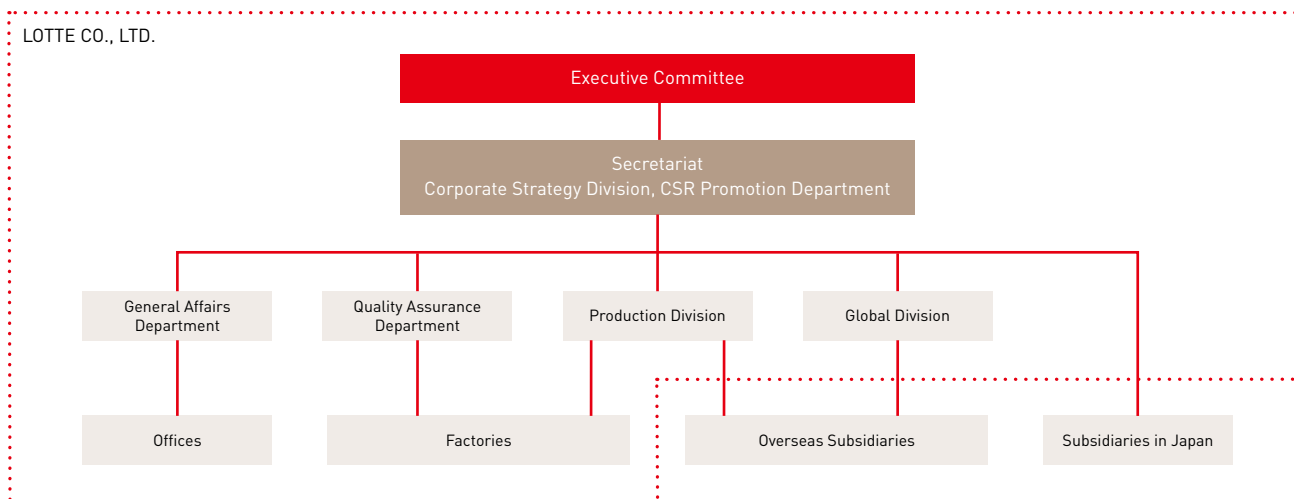 LOTTE CO., LTD.
Executive Committee
Secretariat
Corporate Strategy Division, CSR Promotion Department
General Affairs
Department
Quality Assurance
Department
Production Division
Global Division
Offices
Factories
Overseas Subsidiaries
Subsidiaries in Japan